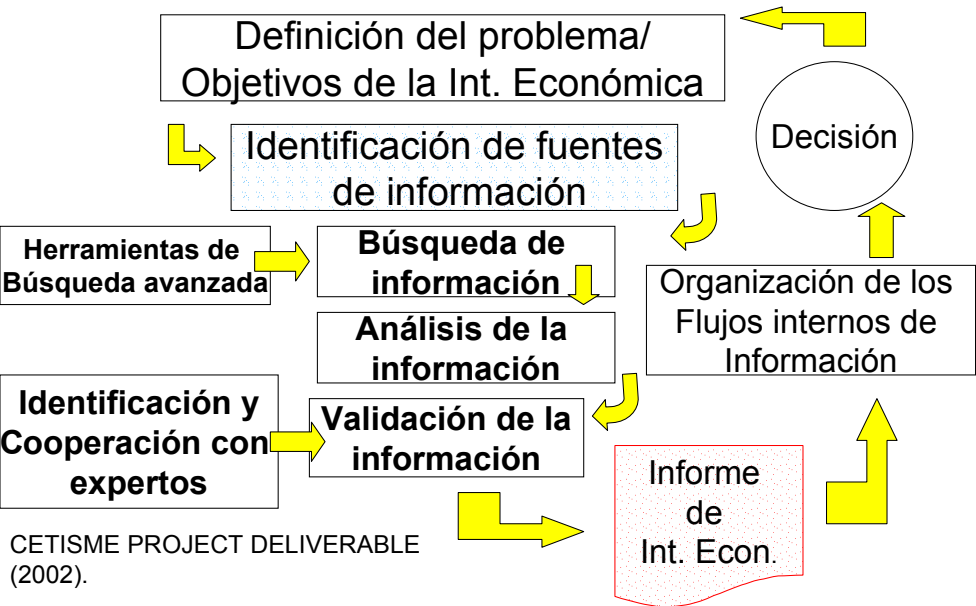 Definición del problema/
Objetivos de la Int. Económica
Decisión
Identificación de fuentes
de información
Herramientas de
Búsqueda avanzada
Búsqueda de
información
Organización de los
Flujos internos de
Información
Análisis de la
información
Identificación y
Cooperación con
expertos
Validación de la
información
Informe
de
Int. Econ.
CETISME PROJECT DELIVERABLE
(2002).